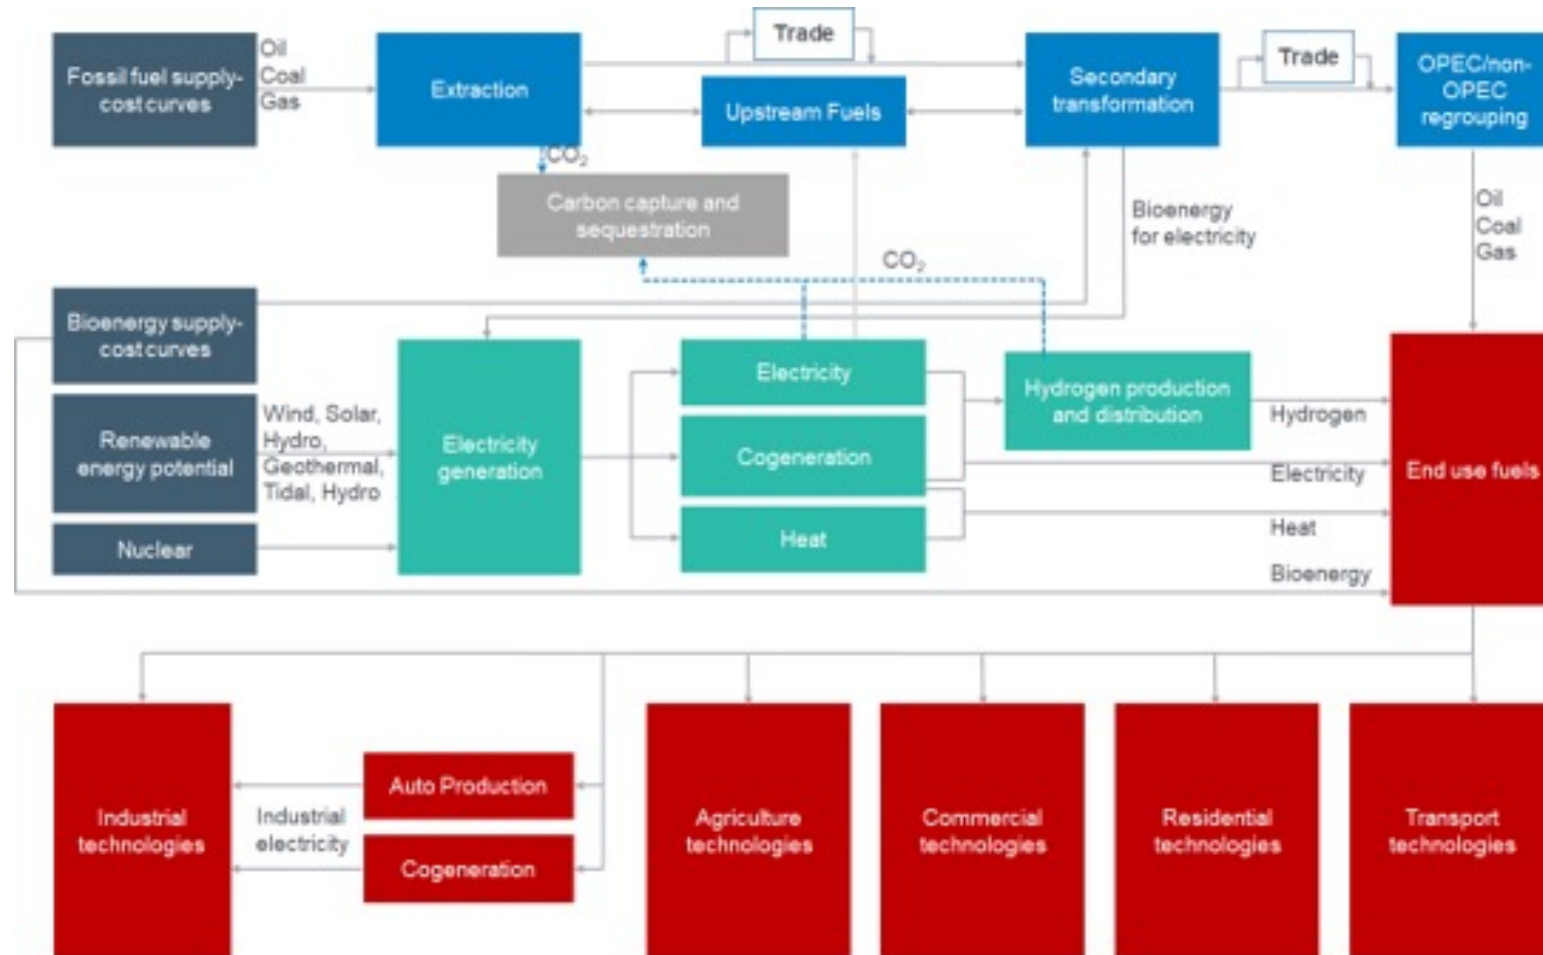 Fossil fuel supply-
cost curves
Oil
Coal
Gas
Extraction
Trade
Upstream Fuels
Secondary
transformation
Trade
OPEC/non-
OPEC
regrouping
CO₂
Carbon capture and
sequestration
Bioenergy
for electricity
Oil
Coal
Gas
CO₂
Bioenergy supply-
cost curves
Renewable
energy potential
Wind, Solar,
Hydro,
Geothermal,
Tidal, Hydro
Nuclear
Electricity
generation
Electricity
Cogeneration
Heat
Hydrogen production
and distribution
Hydrogen
Electricity
Heat
Bioenergy
End use fuels
Industrial
technologies
Industrial
electricity
Auto Production
Cogeneration
Agriculture
technologies
Commercial
technologies
Residential
technologies
Transport
technologies